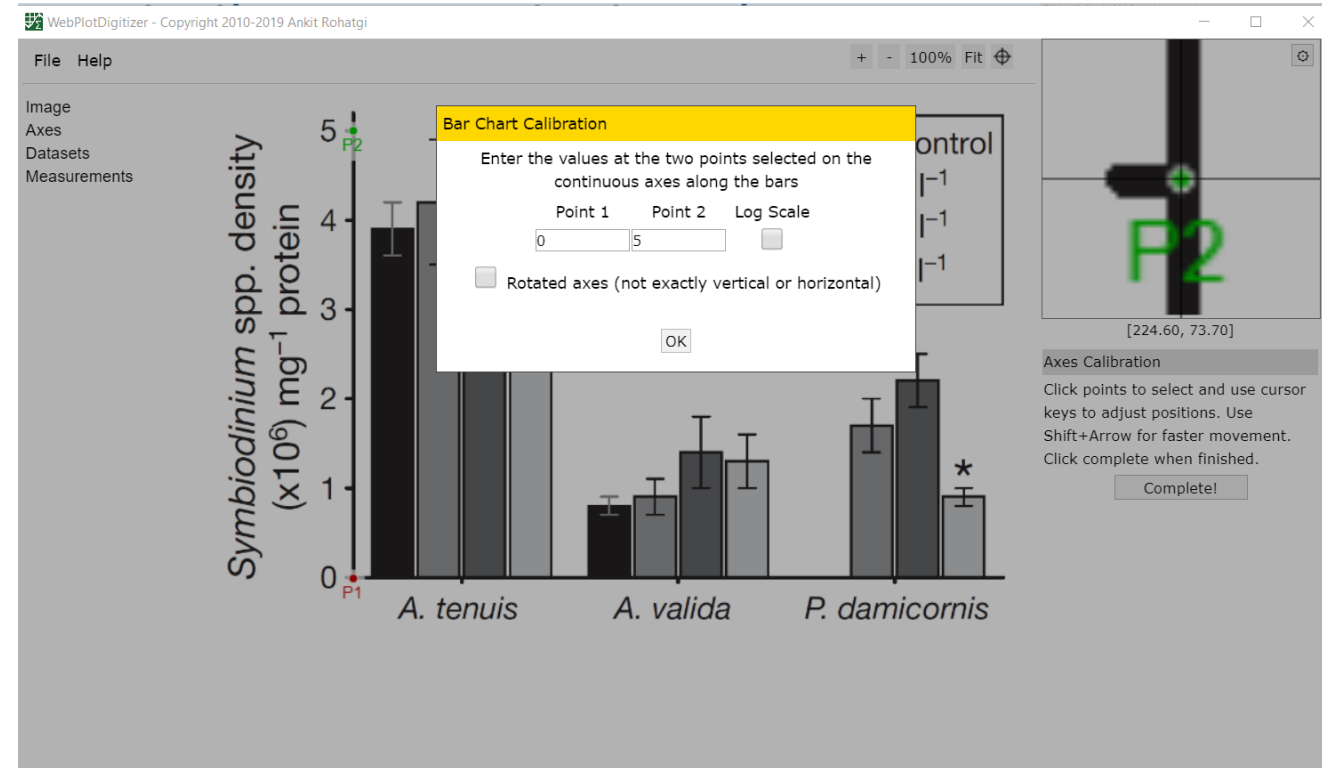 WebPlotDigitizer - Copyright 2010-2019 Ankit Rohatgi
File Help
+ - 100% Fit
Image
Axes
Datasets
Measurements
Symbiodinium spp. density
(x10⁶) mg⁻¹ protein
5
4
3
2
1
0
P2
P1
Bar Chart Calibration
Enter the values at the two points selected on the
continuous axes along the bars
Point 1 Point 2 Log Scale
0 5
Rotated axes (not exactly vertical or horizontal)
OK
ontrol
l⁻¹
l⁻¹
l⁻¹
*
A. tenuis A. valida P. damicornis
P2
[224.60, 73.70]
Axes Calibration
Click points to select and use cursor
keys to adjust positions. Use
Shift+Arrow for faster movement.
Click complete when finished.
Complete!